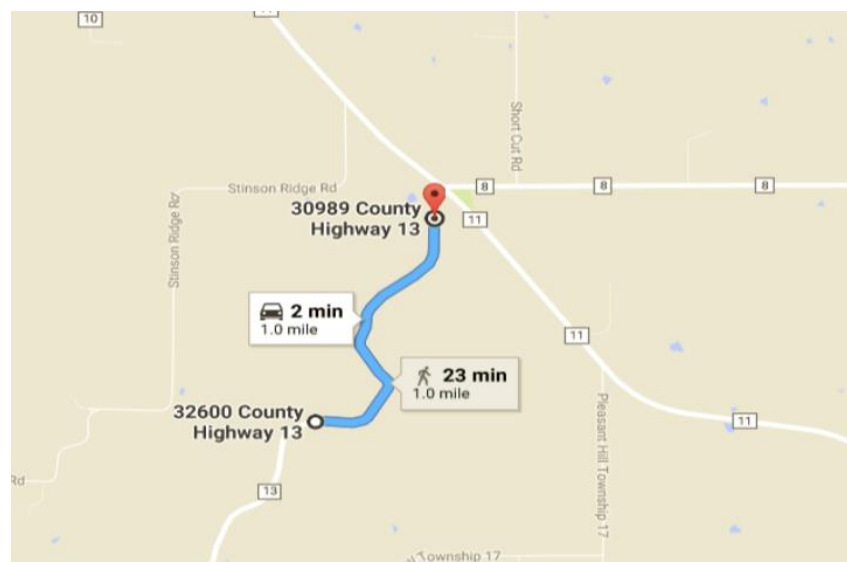 10
Short Cut Rd
Stinson Ridge Rd
8
8
8
30989 County
Highway 13
11
Stinson Ridge Rd
2 min
1.0 mile
11
23 min
1.0 mile
32600 County
Highway 13
Pleasant Hill Township 17
11
Rd
13
Township 17